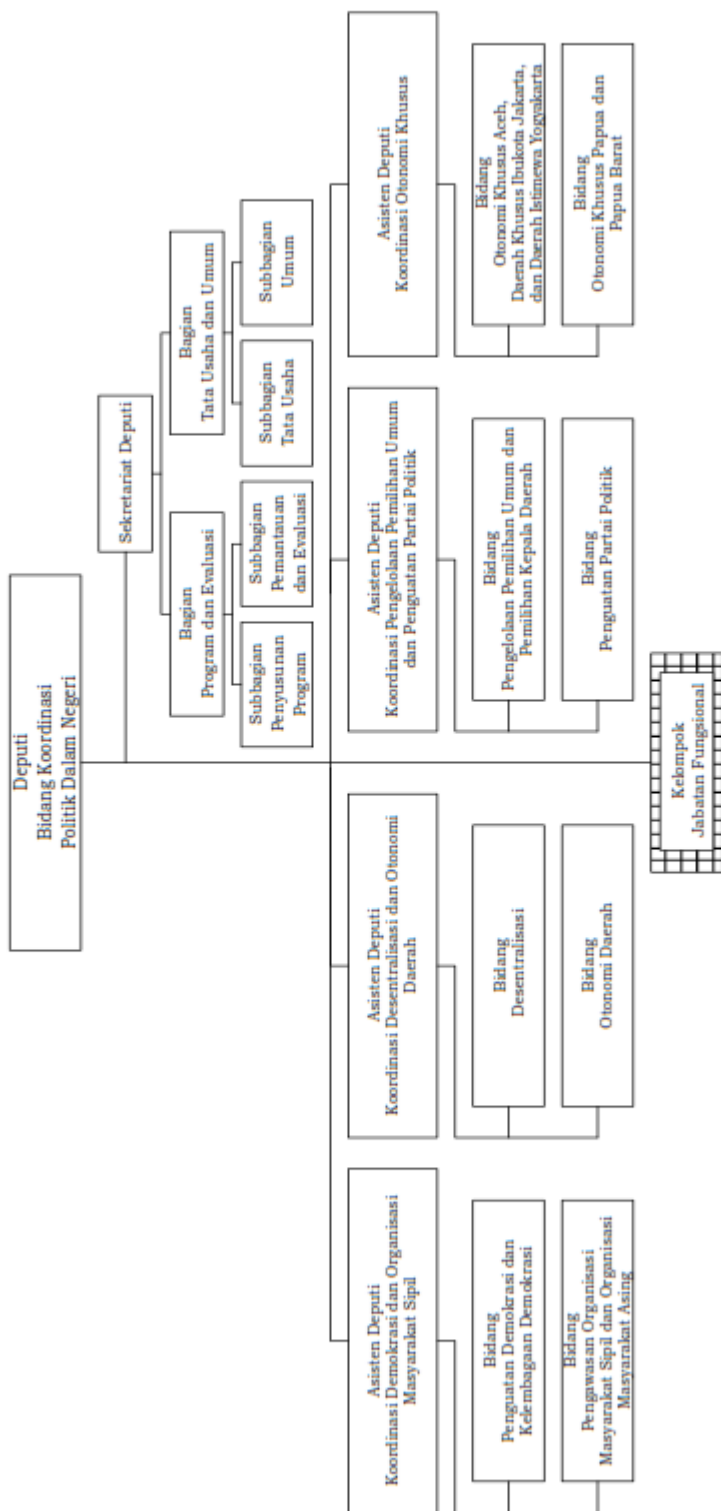 Deputi
Bidang Koordinasi
Politik Dalam Negeri
Sekretariat Deputi
Bagian
Program dan Evaluasi
Bagian
Tata Usaha dan Umum
Subbagian
Penyusunan
Program
Subbagian
Pemantauan
dan Evaluasi
Subbagian
Tata Usaha
Subbagian
Umum
Asisten Deputi
Koordinasi Demokrasi dan Organisasi
Masyarakat Sipil
Asisten Deputi
Koordinasi Desentralisasi dan Otonomi
Daerah
Asisten Deputi
Koordinasi Pengelolaan Pemilihan Umum
dan Penguatan Partai Politik
Asisten Deputi
Koordinasi Otonomi Khusus
Bidang
Penguatan Demokrasi dan
Kelembagaan Demokrasi
Bidang
Desentralisasi
Bidang
Pengelolaan Pemilihan Umum dan
Pemilihan Kepala Daerah
Bidang
Otonomi Khusus Aceh,
Daerah Khusus Ibukota Jakarta,
dan Daerah Istimewa Yogyakarta
Bidang
Pengawasan Organisasi
Masyarakat Sipil dan Organisasi
Masyarakat Asing
Bidang
Otonomi Daerah
Bidang
Penguatan Partai Politik
Bidang
Otonomi Khusus Papua dan
Papua Barat
Kelompok
Jabatan Fungsional